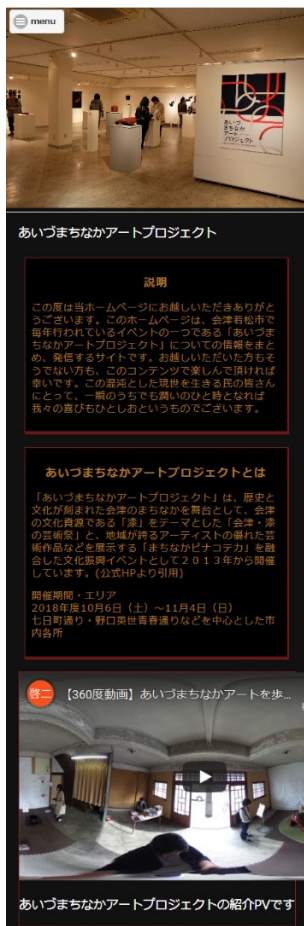 menu
あいづ
まちなか
アート
プロジェクト
あいづまちなかアートプロジェクト
説明
この度は当ホームページにお越しいただきありがと
うございます。このホームページは、会津若松市で
毎年行われているイベントの一つである「あいづま
ちなかアートプロジェクト」についての情報をまと
め、発信するサイトです。お越しいただいた方もそ
うでない方も、このコンテンツで楽しんで頂ければ
幸いです。この混沌とした現世を生きる民の皆さん
にとって、一瞬のうちでも潤いのひと時となれば
我々の喜びもひとしおというものでございます。
あいづまちなかアートプロジェクトとは
「あいづまちなかアートプロジェクト」は、歴史と
文化が刻まれた会津のまちなかを舞台として、会津
の文化資源である「漆」をテーマとした「会津・漆
の芸術祭」と、地域が誇るアーティストの優れた芸
術作品などを展示する「まちなかピナコテカ」を融
合した文化振興イベントとして２０１３年から開催
しています。(公式HPより引用)
開催期間・エリア
2018年度10月6日（土）～11月4日（日）
七日町通り・野口英世青春通りなどを中心とした市
内各所
啓二
【360度動画】あいづまちなかアートを歩...
あいづまちなかアートプロジェクトの紹介PVです